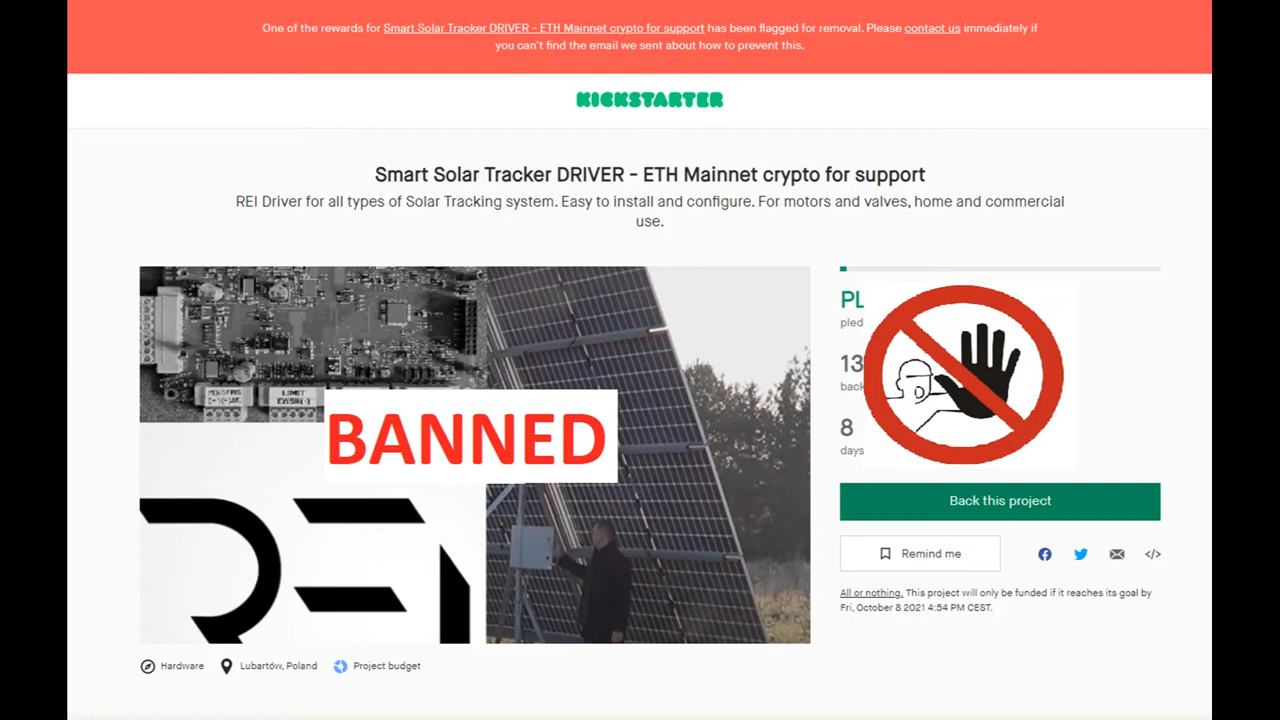 One of the rewards for Smart Solar Tracker DRIVER - ETH Mainnet crypto for support has been flagged for removal. Please contact us immediately if
you can't find the email we sent about how to prevent this.
KICKSTARTER
Smart Solar Tracker DRIVER - ETH Mainnet crypto for support
REI Driver for all types of Solar Tracking system. Easy to install and configure. For motors and valves, home and commercial
use.
BANNED
REI
PL
pled
13
back
8
days
Back this project
Remind me
All or nothing. This project will only be funded if it reaches its goal by
Fri, October 8 2021 4:54 PM CEST.
Hardware
Lubartów, Poland
Project budget